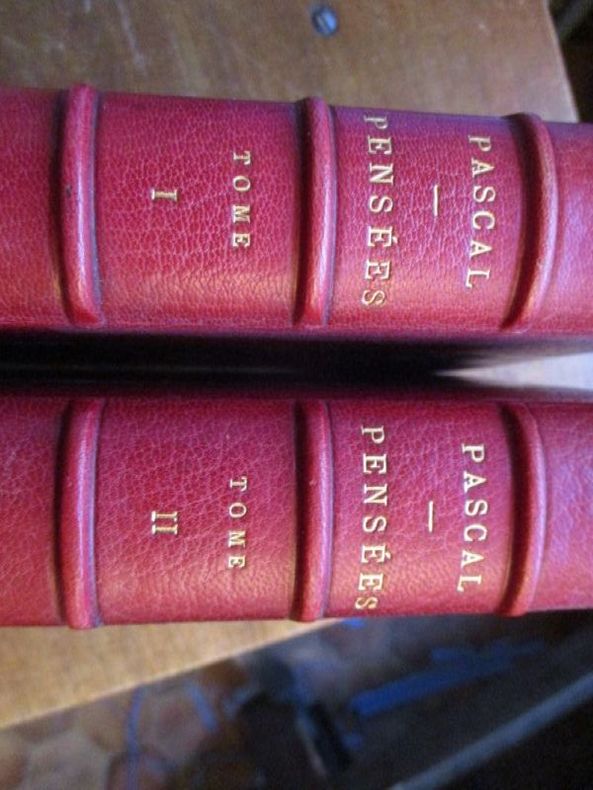 PASCAL
—
PENSÉES
TOME
I
PASCAL
—
PENSÉES
TOME
II